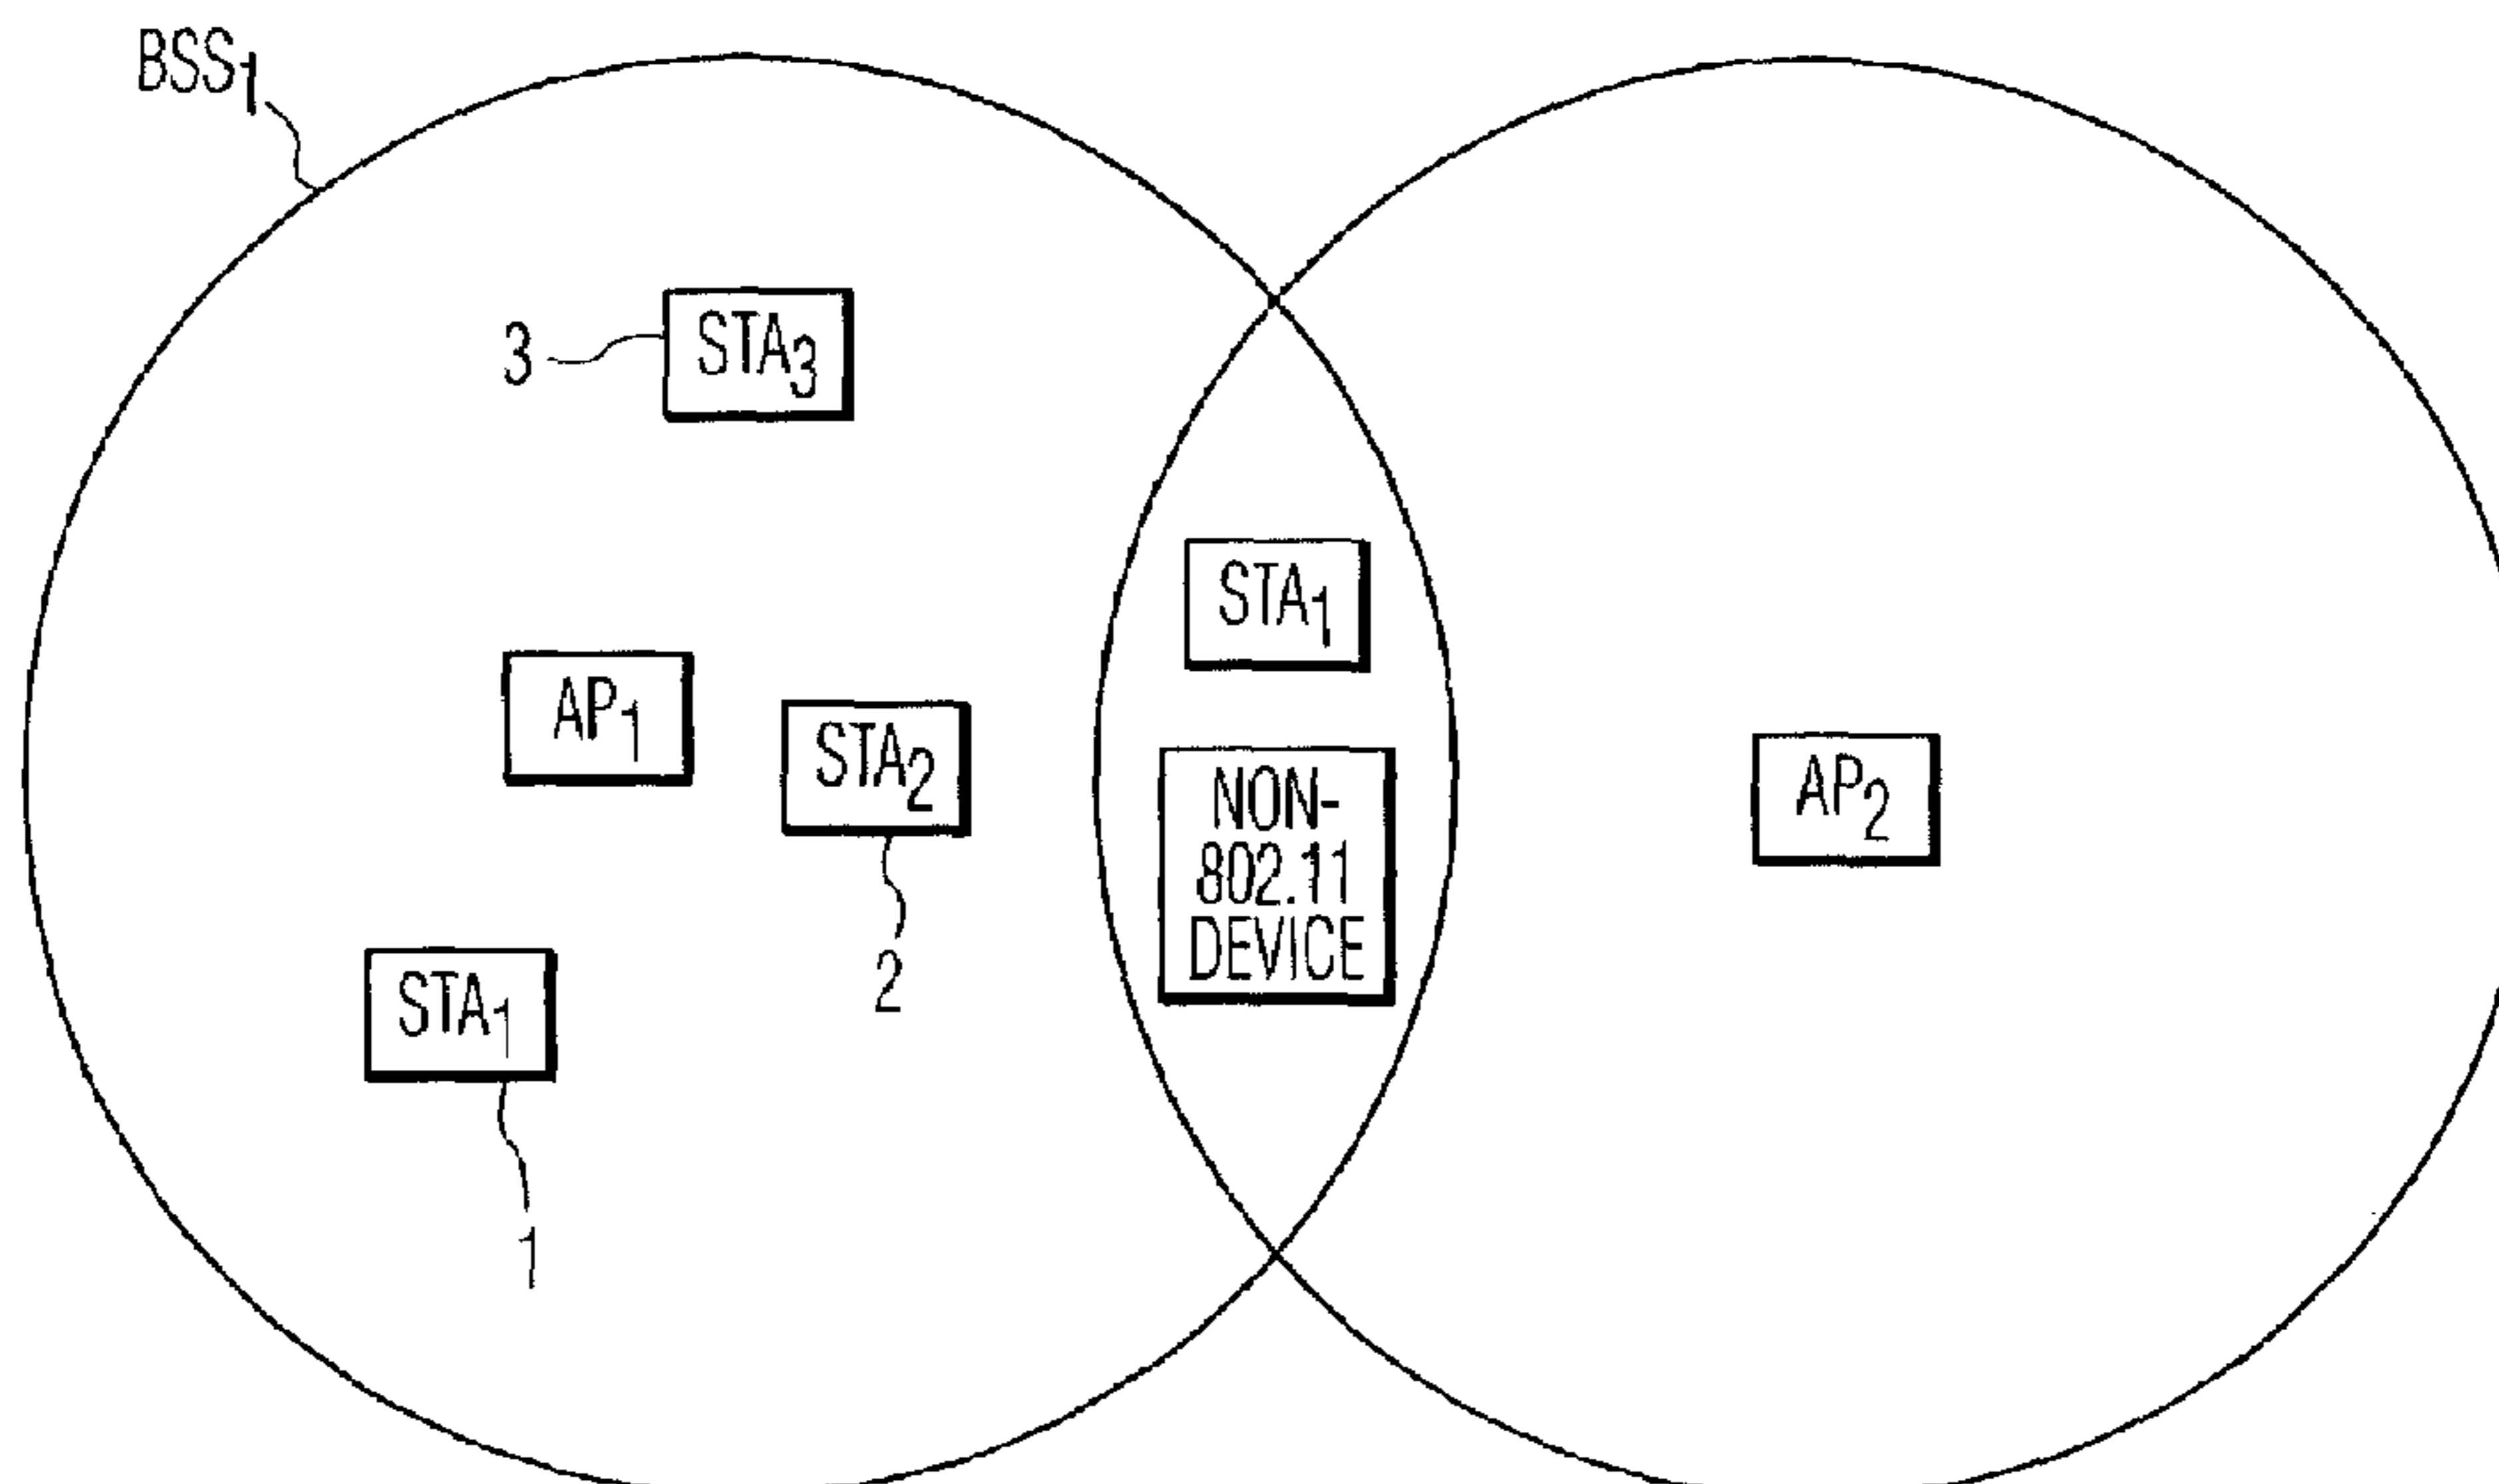 BSS1
3
STA3
STA1
AP1
STA2
NON-
802.11
DEVICE
AP2
2
STA1
1